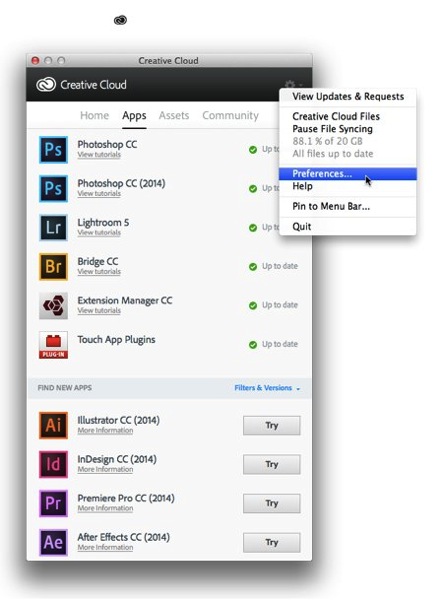 Creative Cloud
Creative Cloud
Home Apps Assets Community
View Updates & Requests
Creative Cloud Files
Pause File Syncing
88.1 % of 20 GB
All files up to date
Preferences...
Help
Pin to Menu Bar...
Quit
Ps
Photoshop CC
View tutorials
Up to
Ps
Photoshop CC (2014)
View tutorials
Up to
Lr
Lightroom 5
View tutorials
Up to
Br
Bridge CC
View tutorials
Up to date
Extension Manager CC
View tutorials
Up to date
PLUG-IN
Touch App Plugins
Up to date
FIND NEW APPS
Filters & Versions
Ai
Illustrator CC (2014)
More Information
Try
Id
InDesign CC (2014)
More Information
Try
Pr
Premiere Pro CC (2014)
More Information
Try
Ae
After Effects CC (2014)
More Information
Try